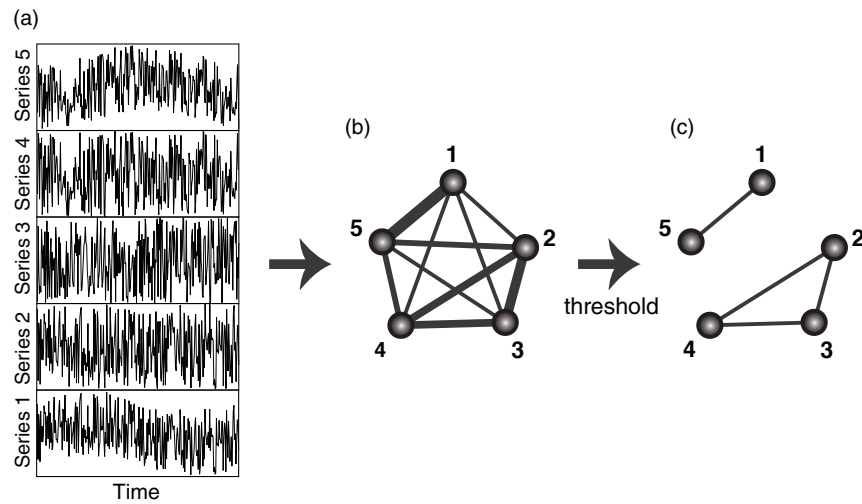 (a)
Series 5
Series 4
Series 3
Series 2
Series 1
Time
(b)
1
2
3
4
5
threshold
(c)
1
2
3
4
5